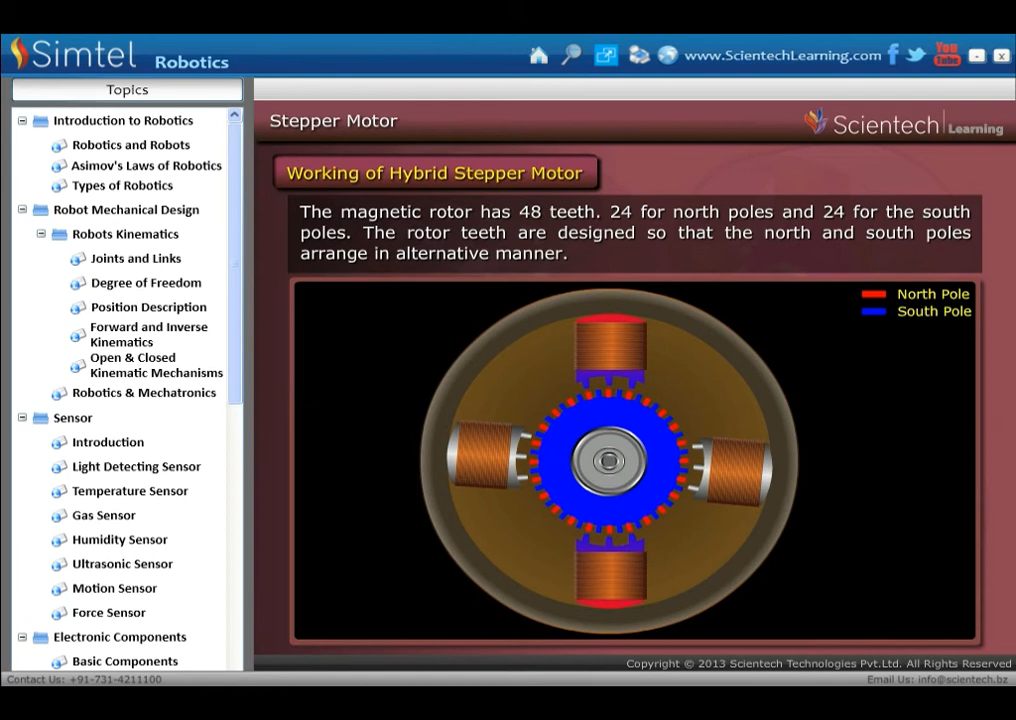 Simtel Robotics
www.ScientechLearning.com
You
Tube
Topics
Introduction to Robotics
Robotics and Robots
Asimov's Laws of Robotics
Types of Robotics
Robot Mechanical Design
Robots Kinematics
Joints and Links
Degree of Freedom
Position Description
Forward and Inverse
Kinematics
Open & Closed
Kinematic Mechanisms
Robotics & Mechatronics
Sensor
Introduction
Light Detecting Sensor
Temperature Sensor
Gas Sensor
Humidity Sensor
Ultrasonic Sensor
Motion Sensor
Force Sensor
Electronic Components
Basic Components
Stepper Motor
Scientech Learning
Working of Hybrid Stepper Motor
The magnetic rotor has 48 teeth. 24 for north poles and 24 for the south
poles. The rotor teeth are designed so that the north and south poles
arrange in alternative manner.
North Pole
South Pole
Copyright © 2013 Scientech Technologies Pvt.Ltd. All Rights Reserved
Contact Us: +91-731-4211100
Email Us: info@scientech.bz